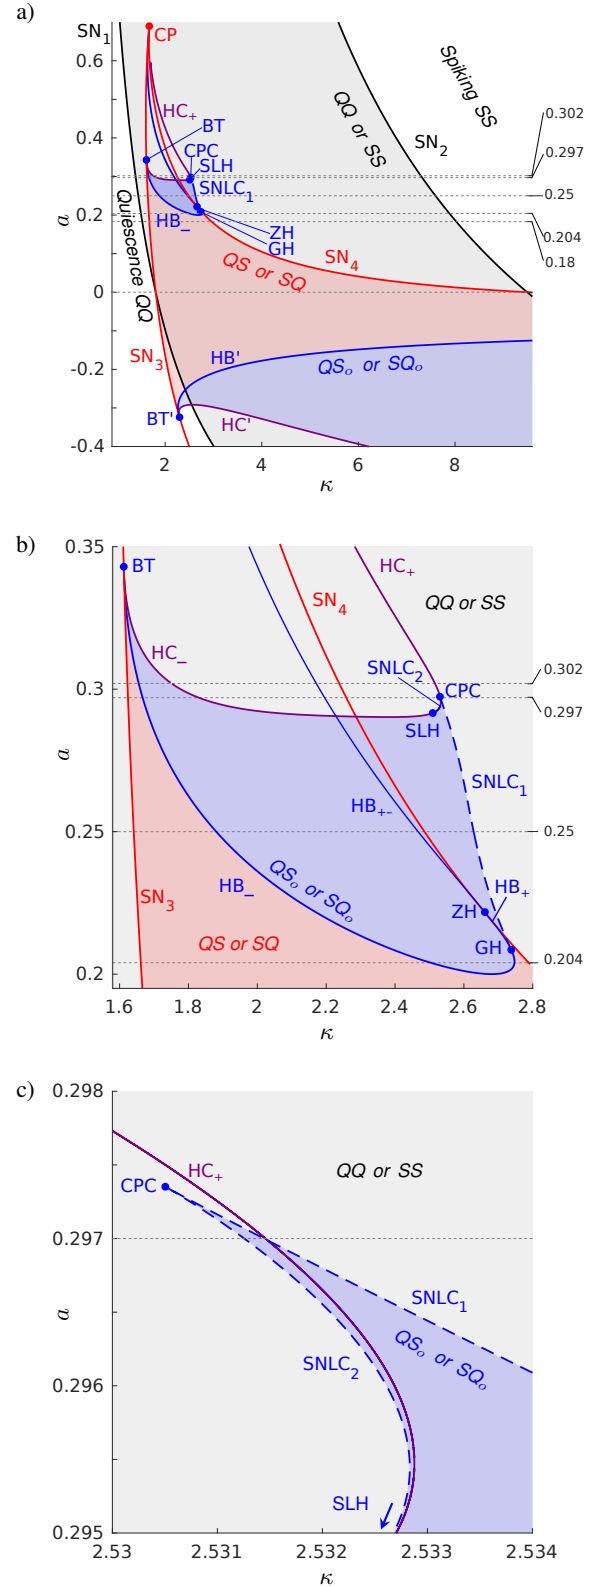 a)
SN1
CP
0.6
Spiking SS
QQ or SS
SN2
HC+
0.302
0.4
BT
0.297
CPC
SLH
SNLC1
0.25
a
0.2
HB−
ZH
GH
0.204
0.18
Quiescence QQ
QS or SQ
SN4
0
SN3
HB'
QSo or SQo
-0.2
BT'
HC'
-0.4
2
4
6
8
κ
b)
0.35
BT
HC+
SN4
QQ or SS
HC−
SNLC2
0.302
CPC
0.3
0.297
SLH
a
SNLC1
HB+-
0.25
0.25
QSo or SQo
HB−
HB+
SN3
ZH
QS or SQ
GH
0.204
0.2
1.6
1.8
2
2.2
2.4
2.6
2.8
κ
c)
0.298
HC+
QQ or SS
CPC
0.297
SNLC1
a
QSo or SQo
SNLC2
0.296
SLH
0.295
2.53
2.531
2.532
2.533
2.534
κ